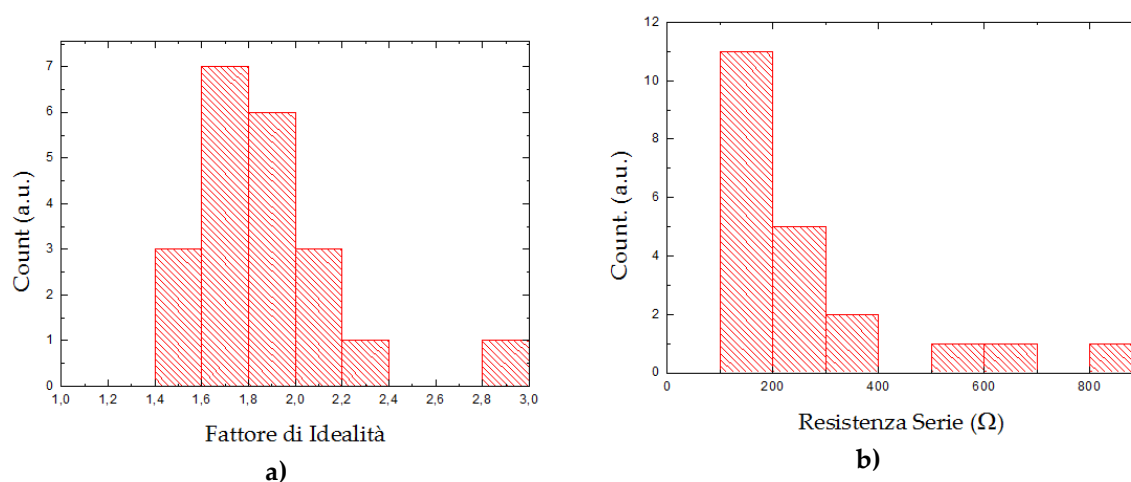 7
6
5
4
3
2
1
0
Count (a.u.)
1,0 1,2 1,4 1,6 1,8 2,0 2,2 2,4 2,6 2,8 3,0
Fattore di Idealità
a)
12
10
8
6
4
2
0
Count. (a.u.)
0 200 400 600 800
Resistenza Serie (Ω)
b)